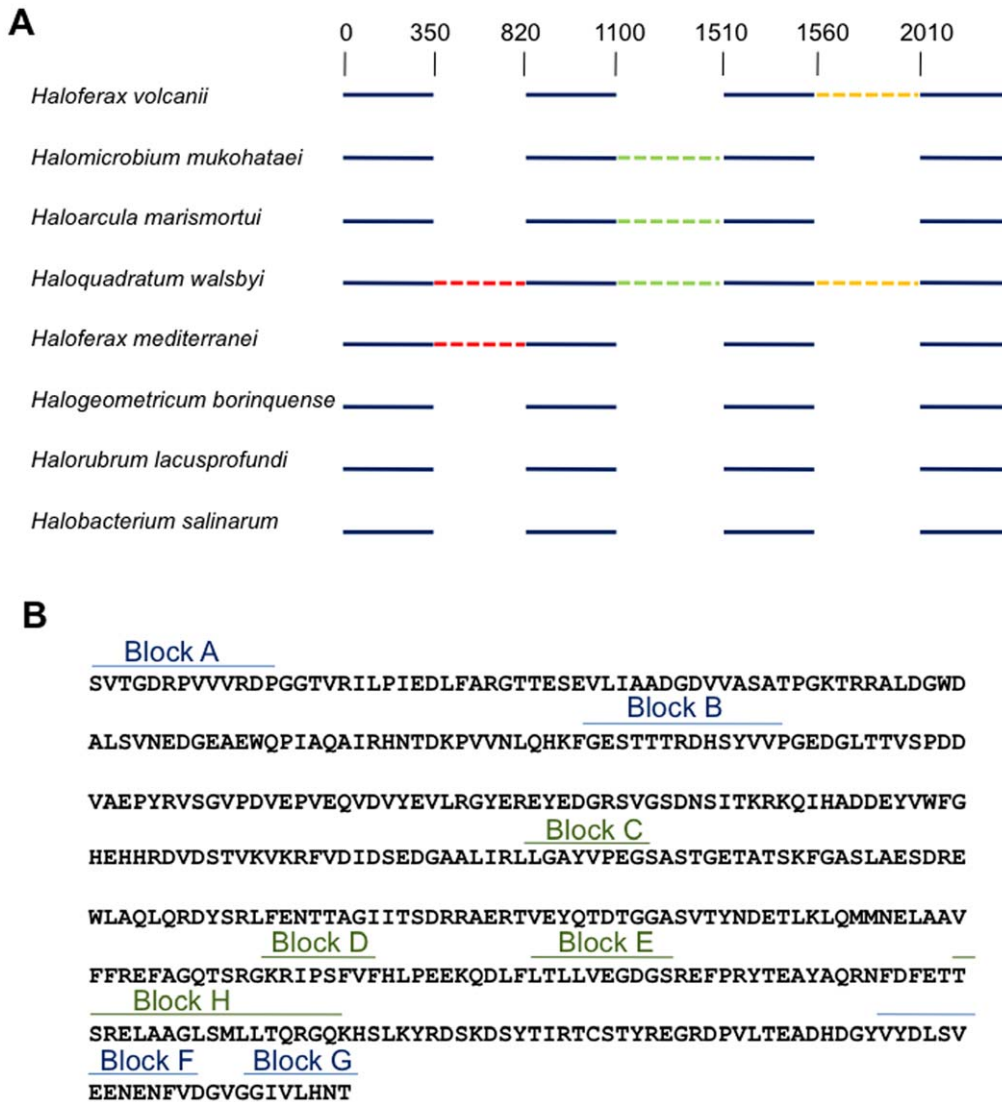 A
0 350 820 1100 1510 1560 2010
Haloferax volcanii
Halomicrobium mukohataei
Haloarcula marismortui
Haloquadratum walsbyi
Haloferax mediterranei
Halogeometricum borinquense
Halorubrum lacusprofundi
Halobacterium salinarum
B
Block A
SVTGDRPVVVRDPGGTVRILPIEDLFARGTTESEVLIAADGDVVASATPGKTRRALDGWD
Block B
ALSVNEDGEAEWQPIAQAIRHNTDKPVVNLQHKFGESTTTRDHSYVVPGEDGLTTVSPDD
VAEPYRVSGVPDVEPVEQVDVYEVLRGYEREYEDGRSVGSDNSITKRKQIHADDEYVWFG
Block C
HEHHRDVDSTVKVKRFVDIDSEDGAALIRLLGAYVPEGSASTGETATSKFGASLAESDRE
WLAQLQRDYSRLFENTTAGIITSDRRAERTVEYQTDTGGASVTYNDETLKLQMMNELAAV
Block D Block E
FFREFAGQTSRGKRIPSFVFHLPEEKQDLFLTLLVEGDGSREFPRYTEAYAQRNFDFETT
Block H
SRELAAGLSMLLTQRGQKHSLKYRDSKDSYTIRTCSTYREGRDPVLTEADHDGYVYDLSV
Block F Block G
EENENFVDGVGGIVLHNT